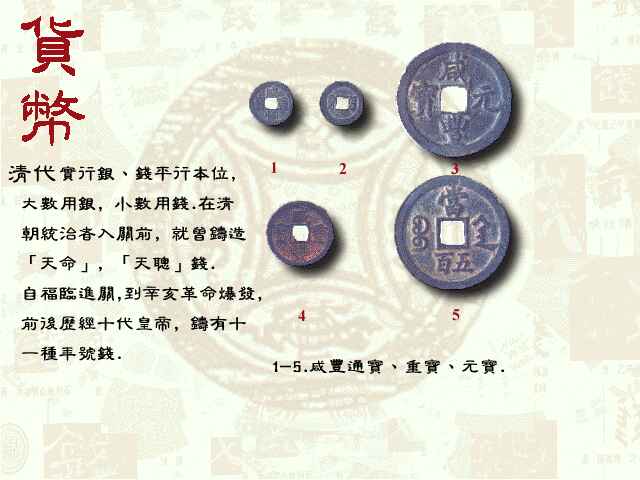 貨幣
清代實行銀、錢平行本位,
大數用銀, 小數用錢.在清
朝統治者入關前, 就曾鑄造
「天命」, 「天聰」錢.
自福臨進關,到辛亥革命爆發,
前後歷經十代皇帝, 鑄有十
一種年號錢.
1 2 3
4 5
咸豐元寶
當百五
1-5.咸豐通寶、重寶、元寶.